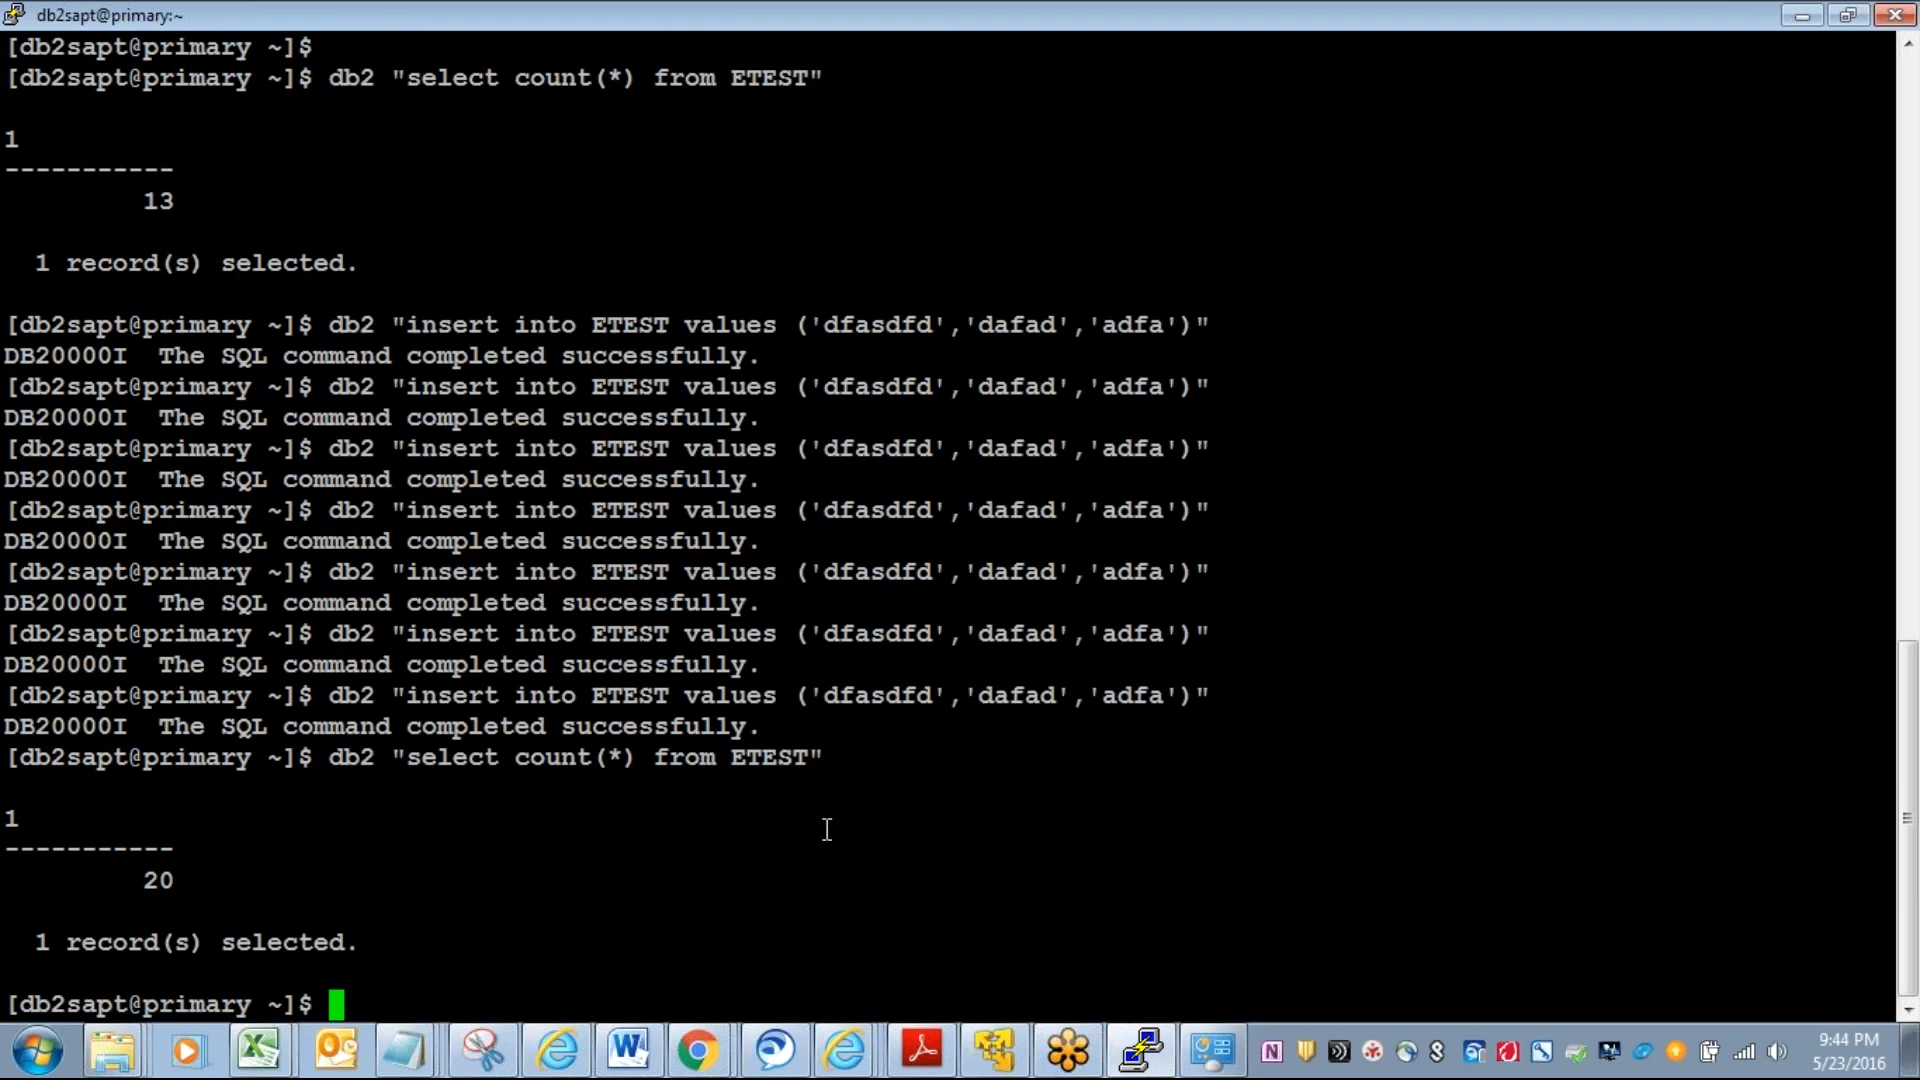 db2sapt@primary:~
[db2sapt@primary ~]$
[db2sapt@primary ~]$ db2 "select count(*) from ETEST"
1
-----------
13
1 record(s) selected.
[db2sapt@primary ~]$ db2 "insert into ETEST values ('dfasdfd','dafad','adfa')"
DB20000I  The SQL command completed successfully.
[db2sapt@primary ~]$ db2 "insert into ETEST values ('dfasdfd','dafad','adfa')"
DB20000I  The SQL command completed successfully.
[db2sapt@primary ~]$ db2 "insert into ETEST values ('dfasdfd','dafad','adfa')"
DB20000I  The SQL command completed successfully.
[db2sapt@primary ~]$ db2 "insert into ETEST values ('dfasdfd','dafad','adfa')"
DB20000I  The SQL command completed successfully.
[db2sapt@primary ~]$ db2 "insert into ETEST values ('dfasdfd','dafad','adfa')"
DB20000I  The SQL command completed successfully.
[db2sapt@primary ~]$ db2 "insert into ETEST values ('dfasdfd','dafad','adfa')"
DB20000I  The SQL command completed successfully.
[db2sapt@primary ~]$ db2 "insert into ETEST values ('dfasdfd','dafad','adfa')"
DB20000I  The SQL command completed successfully.
[db2sapt@primary ~]$ db2 "select count(*) from ETEST"
1
-----------
20
1 record(s) selected.
[db2sapt@primary ~]$
9:44 PM
5/23/2016